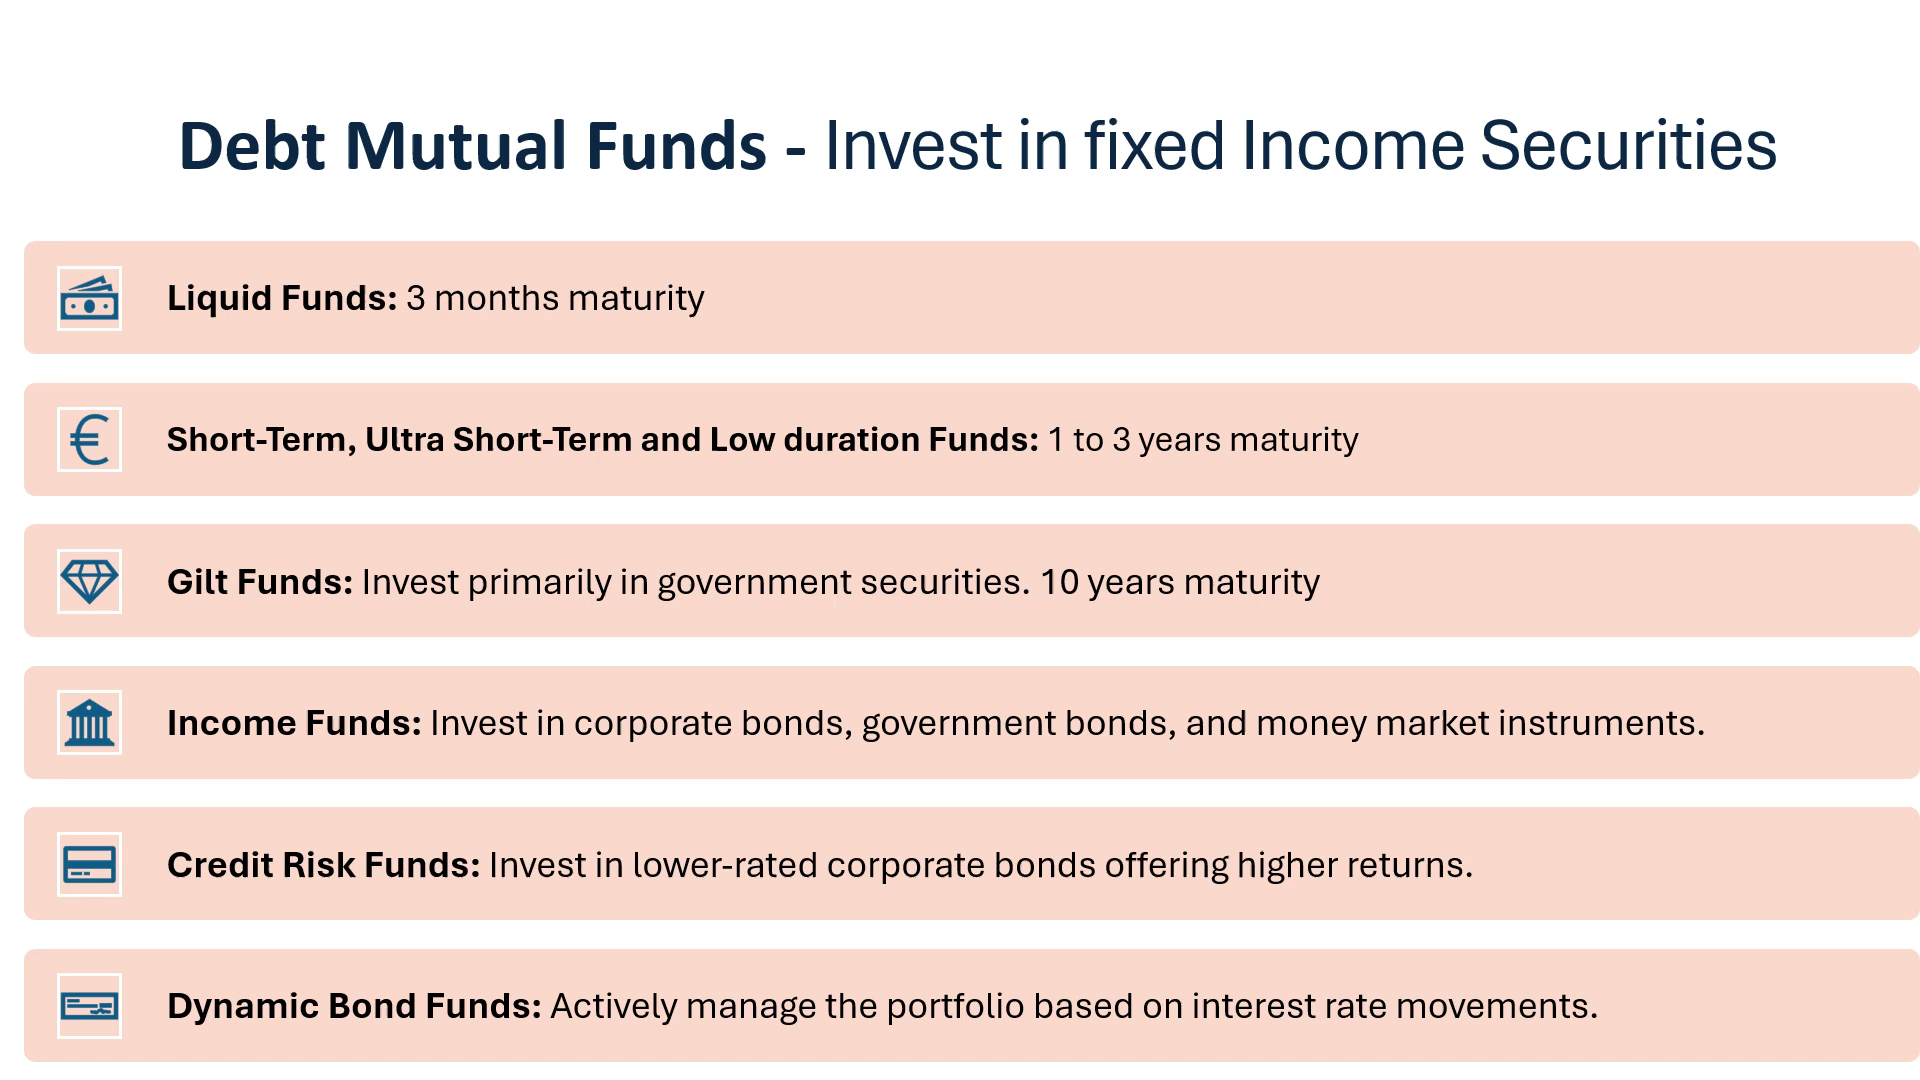 Debt Mutual Funds - Invest in fixed Income Securities
Liquid Funds: 3 months maturity
Short-Term, Ultra Short-Term and Low duration Funds: 1 to 3 years maturity
Gilt Funds: Invest primarily in government securities. 10 years maturity
Income Funds: Invest in corporate bonds, government bonds, and money market instruments.
Credit Risk Funds: Invest in lower-rated corporate bonds offering higher returns.
Dynamic Bond Funds: Actively manage the portfolio based on interest rate movements.